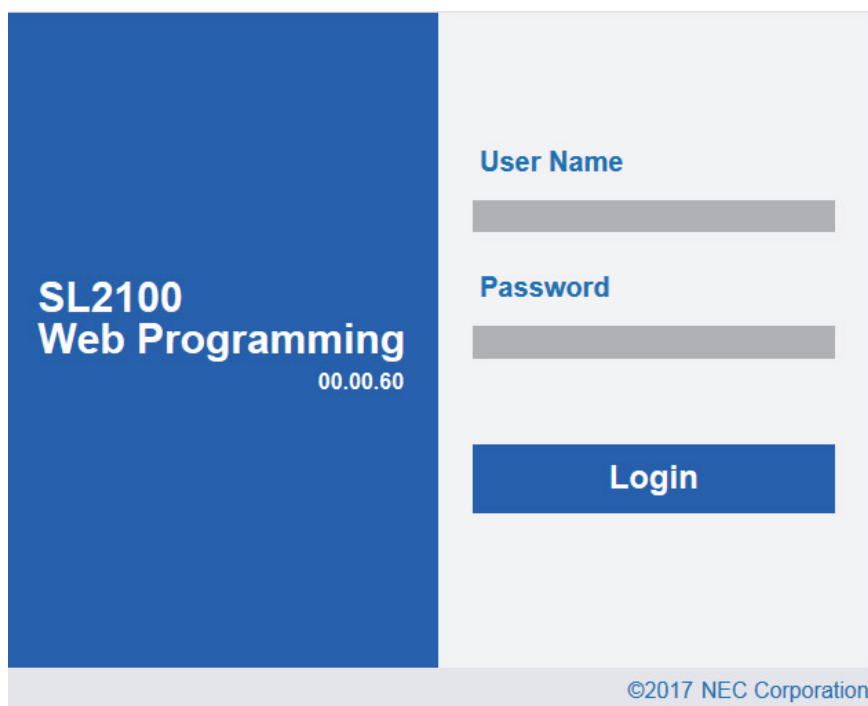 SL2100
Web Programming
00.00.60
User Name
Password
Login
©2017 NEC Corporation